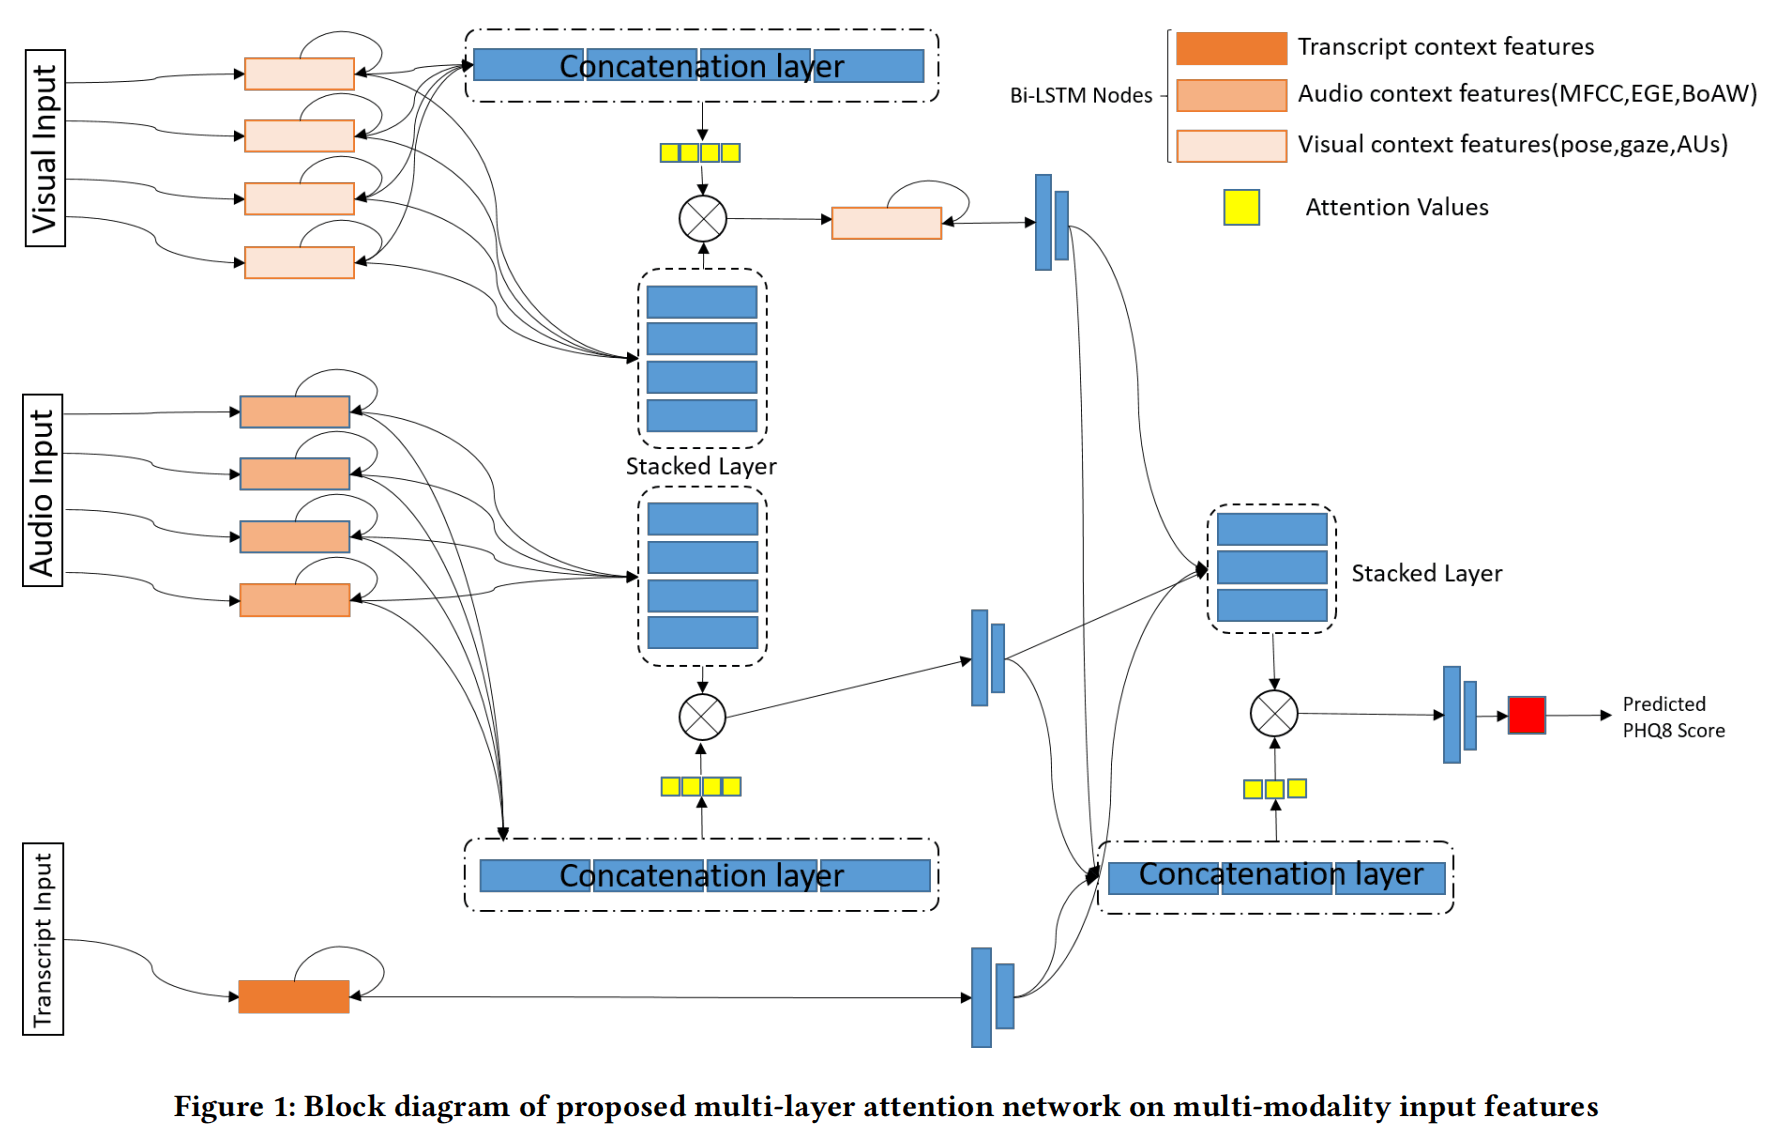 Visual Input
Concatenation layer
Bi-LSTM Nodes
Transcript context features
Audio context features(MFCC,EGE,BoAW)
Visual context features(pose,gaze,AUs)
Attention Values
Audio Input
Stacked Layer
Stacked Layer
Predicted
PHQ8 Score
Transcript Input
Concatenation layer
Concatenation layer
Figure 1: Block diagram of proposed multi-layer attention network on multi-modality input features